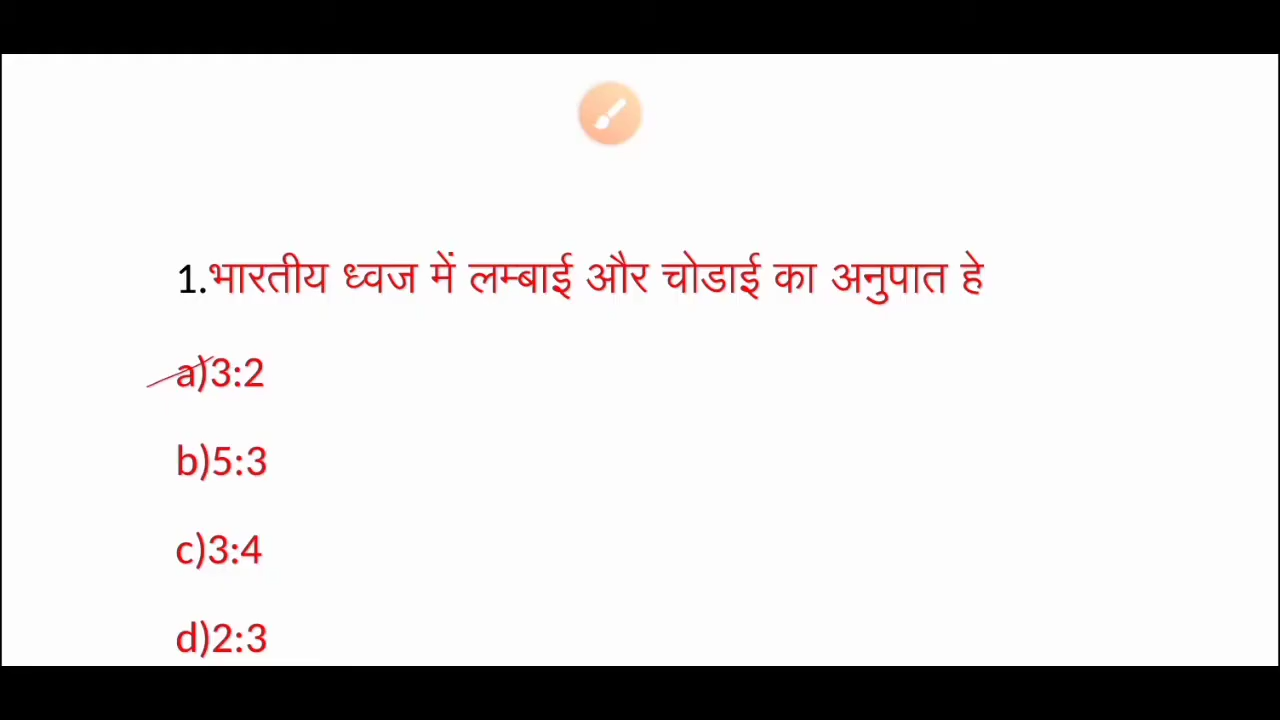 1.भारतीय ध्वज में लम्बाई और चोडाई का अनुपात हे
a)3:2
b)5:3
c)3:4
d)2:3